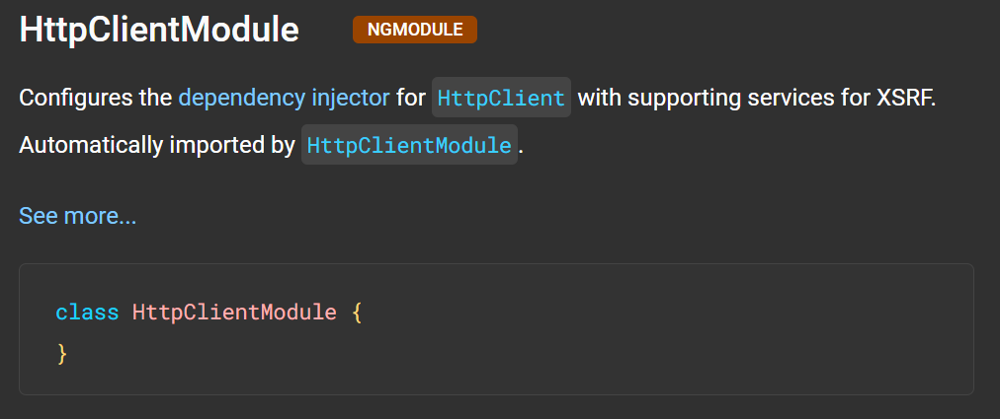 HttpClientModule NGMODULE
Configures the dependency injector for HttpClient with supporting services for XSRF.
Automatically imported by HttpClientModule.
See more...
class HttpClientModule {
}